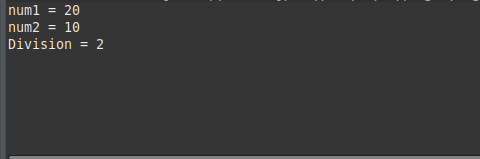 num1 = 20
num2 = 10
Division = 2